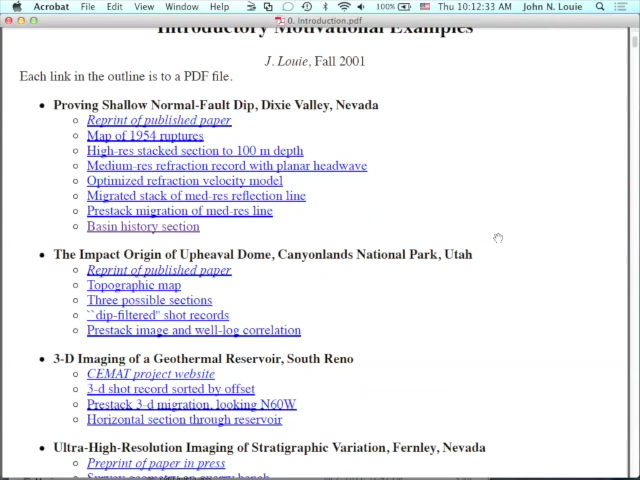 Acrobat File Edit View Window Help 100% Thu 10:12:33 AM John N. Louie
0. Introduction.pdf
Introductory Motivational Examples
J. Louie, Fall 2001
Each link in the outline is to a PDF file.
Proving Shallow Normal-Fault Dip, Dixie Valley, Nevada
Reprint of published paper
Map of 1954 ruptures
High-res stacked section to 100 m depth
Medium-res refraction record with planar headwave
Optimized refraction velocity model
Migrated stack of med-res reflection line
Prestack migration of med-res line
Basin history section
The Impact Origin of Upheaval Dome, Canyonlands National Park, Utah
Reprint of published paper
Topographic map
Three possible sections
``dip-filtered'' shot records
Prestack image and well-log correlation
3-D Imaging of a Geothermal Reservoir, South Reno
CEMAT project website
3-d shot record sorted by offset
Prestack 3-d migration, looking N60W
Horizontal section through reservoir
Ultra-High-Resolution Imaging of Stratigraphic Variation, Fernley, Nevada
Preprint of paper in press